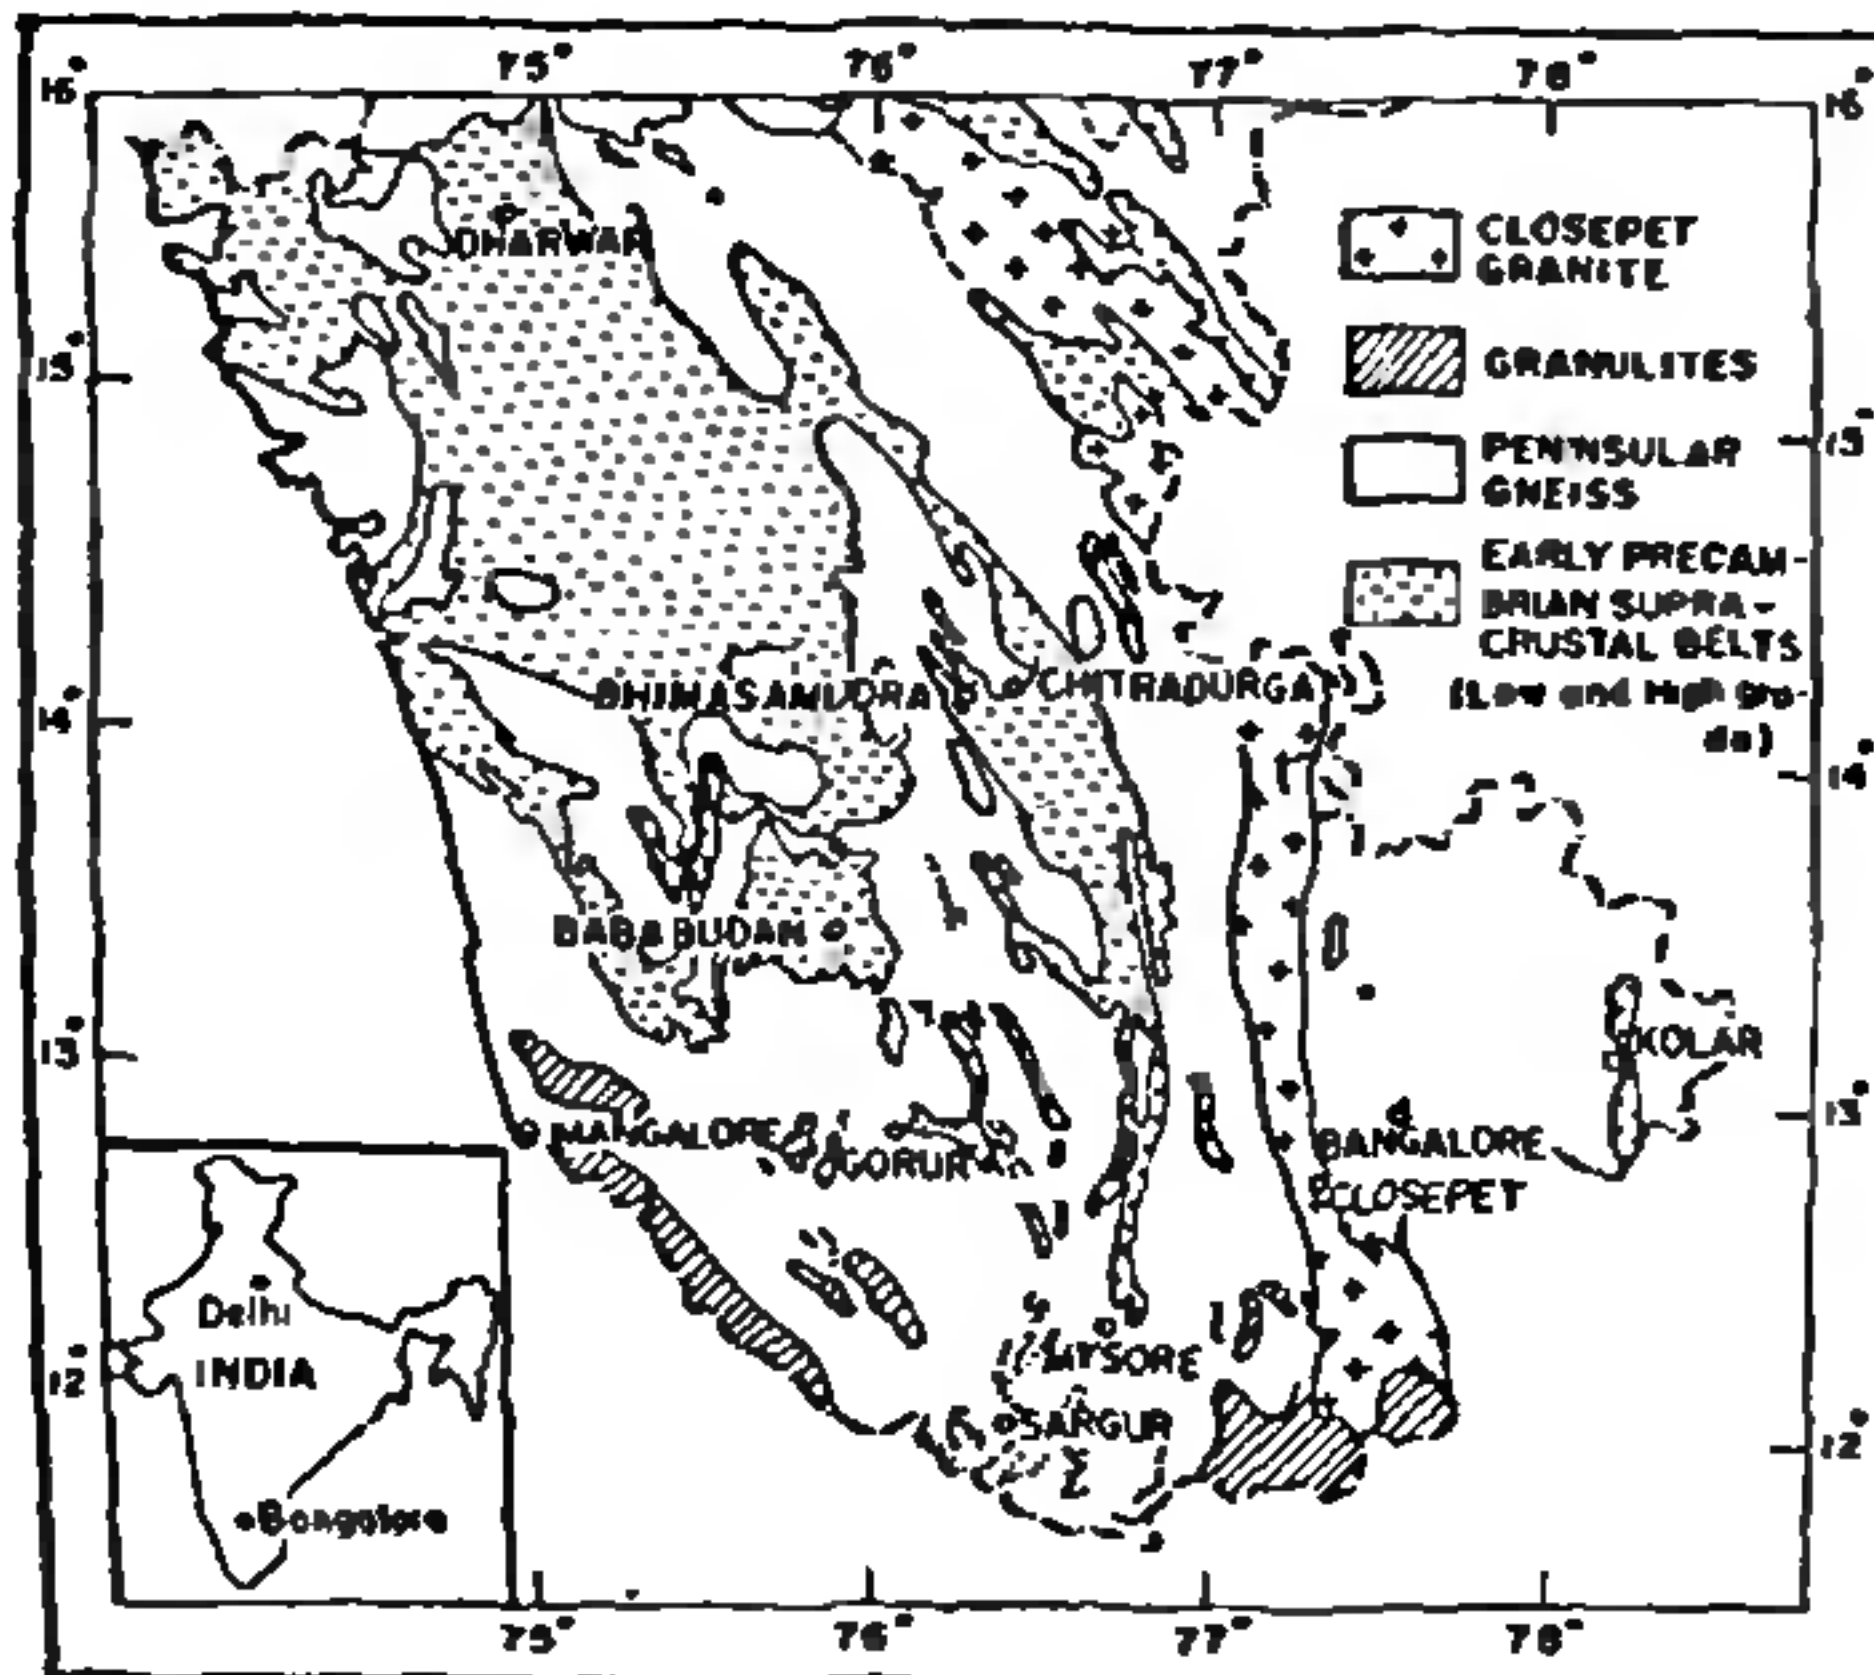 75° 76° 77° 78°
16° 16°
DHARWAR
CLOSEPET
GRANITE
GRANULITES
15° 15°
PENINSULAR
GNEISS
EARLY PRECAM-
BRIAN SUPRA-
CRUSTAL BELTS
(Low and High Gra-
de)
BHIMASAMUDRA CHITRADURGA
14° 14°
BABA BUDAN
13° 13°
KOLAR
MANGALORE GORUR BANGALORE
CLOSEPET
Delhi
INDIA
MYSORE
12° 12°
SARGUR
Bangalore
75° 76° 77° 78°